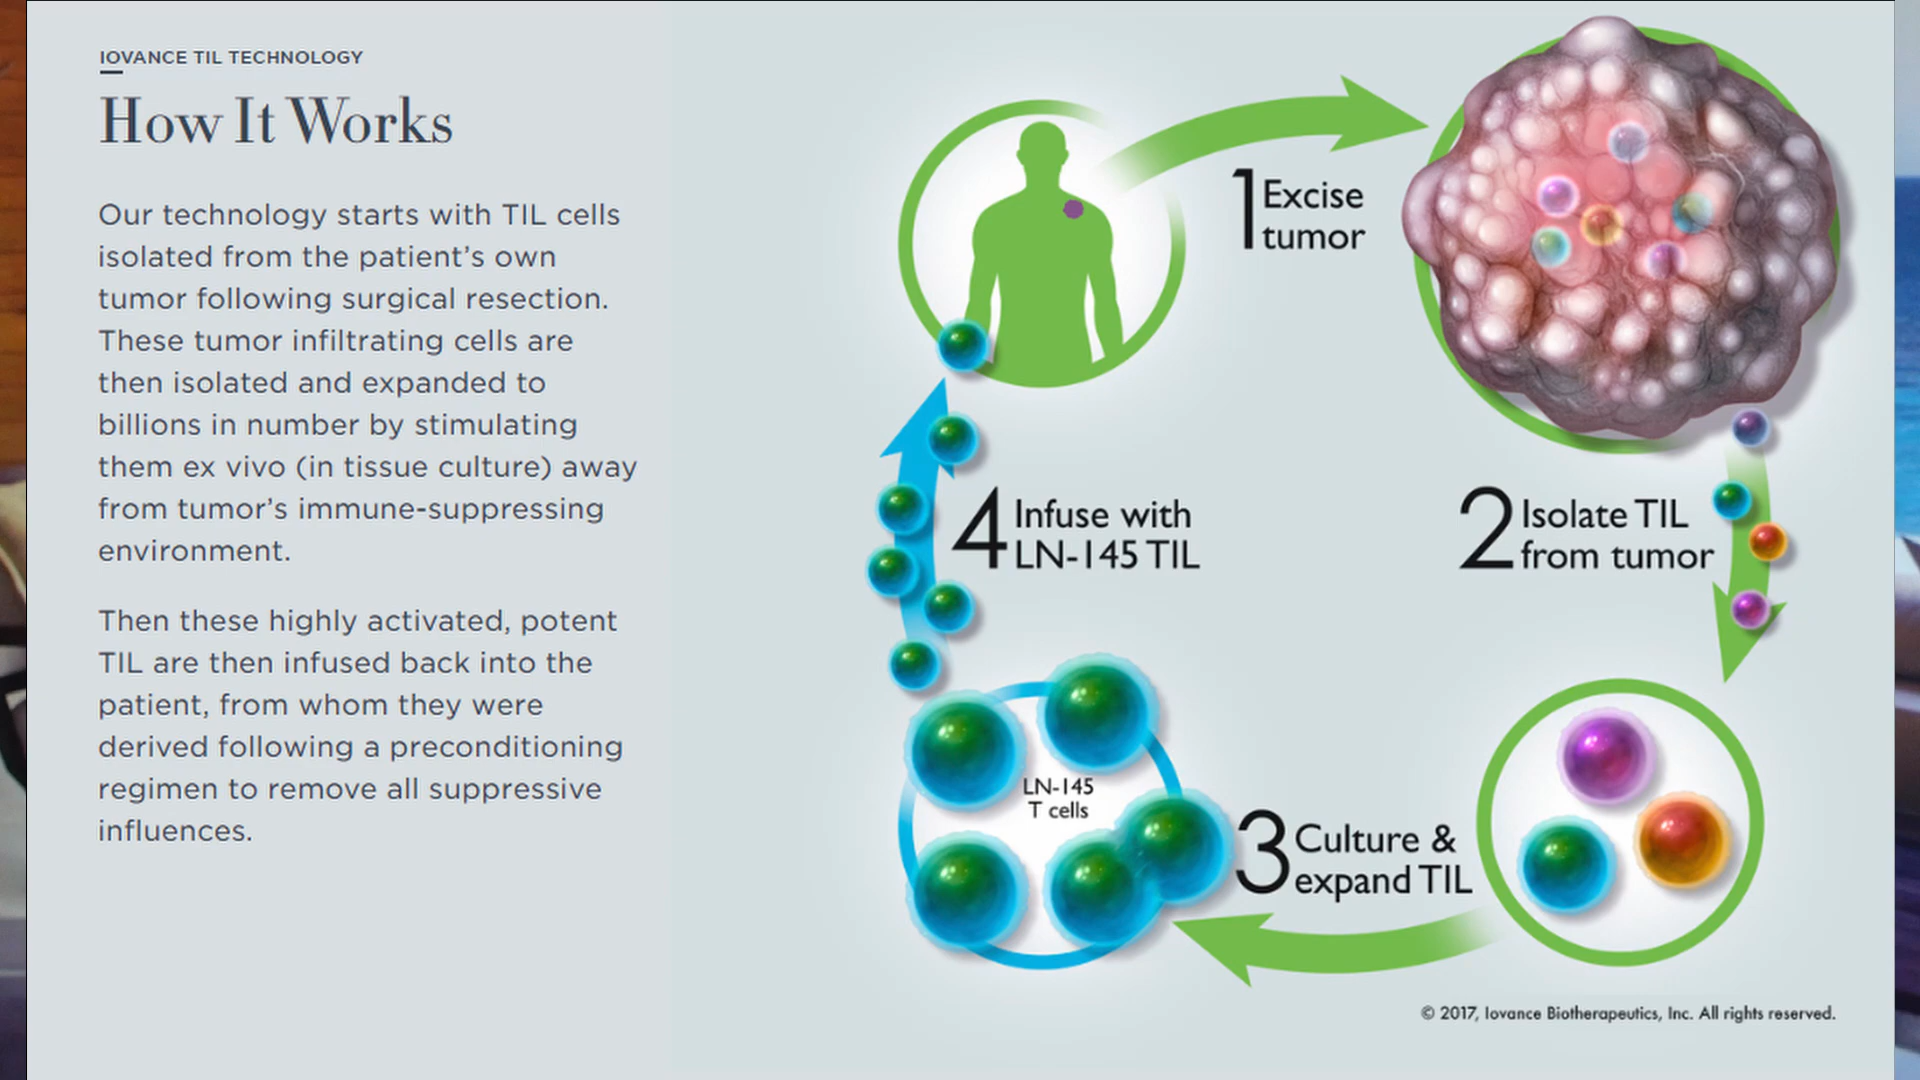 IOVANCE TIL TECHNOLOGY
How It Works
Our technology starts with TIL cells
isolated from the patient’s own
tumor following surgical resection.
These tumor infiltrating cells are
then isolated and expanded to
billions in number by stimulating
them ex vivo (in tissue culture) away
from tumor’s immune-suppressing
environment.
Then these highly activated, potent
TIL are then infused back into the
patient, from whom they were
derived following a preconditioning
regimen to remove all suppressive
influences.
1 Excise
tumor
2 Isolate TIL
from tumor
3 Culture &
expand TIL
LN-145
T cells
4 Infuse with
LN-145 TIL
© 2017, Iovance Biotherapeutics, Inc. All rights reserved.